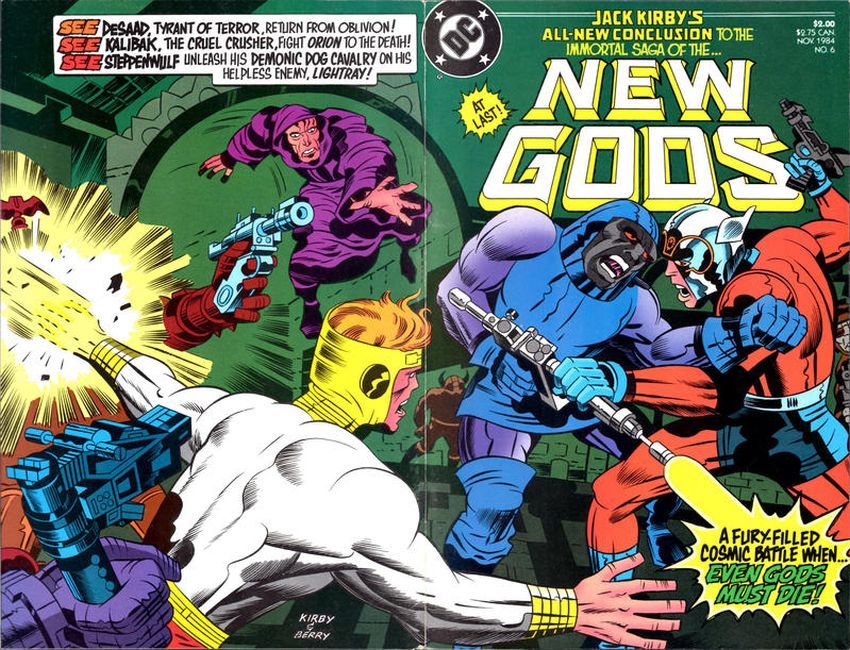 SEE DESAAD, TYRANT OF TERROR, RETURN FROM OBLIVION!
SEE KALIBAK, THE CRUEL CRUSHER, FIGHT ORION TO THE DEATH!
SEE STEPPENWULF UNLEASH HIS DEMONIC DOG CAVALRY ON HIS
HELPLESS ENEMY, LIGHTRAY!
KIRBY
&
BERRY
DC
JACK KIRBY'S
ALL-NEW CONCLUSION TO THE
IMMORTAL SAGA OF THE...
$2.00
$2.75 CAN.
NOV. 1984
NO. 6
AT
LAST!
NEW
GODS
TM
A FURY-FILLED
COSMIC BATTLE WHEN...
EVEN GODS
MUST DIE!